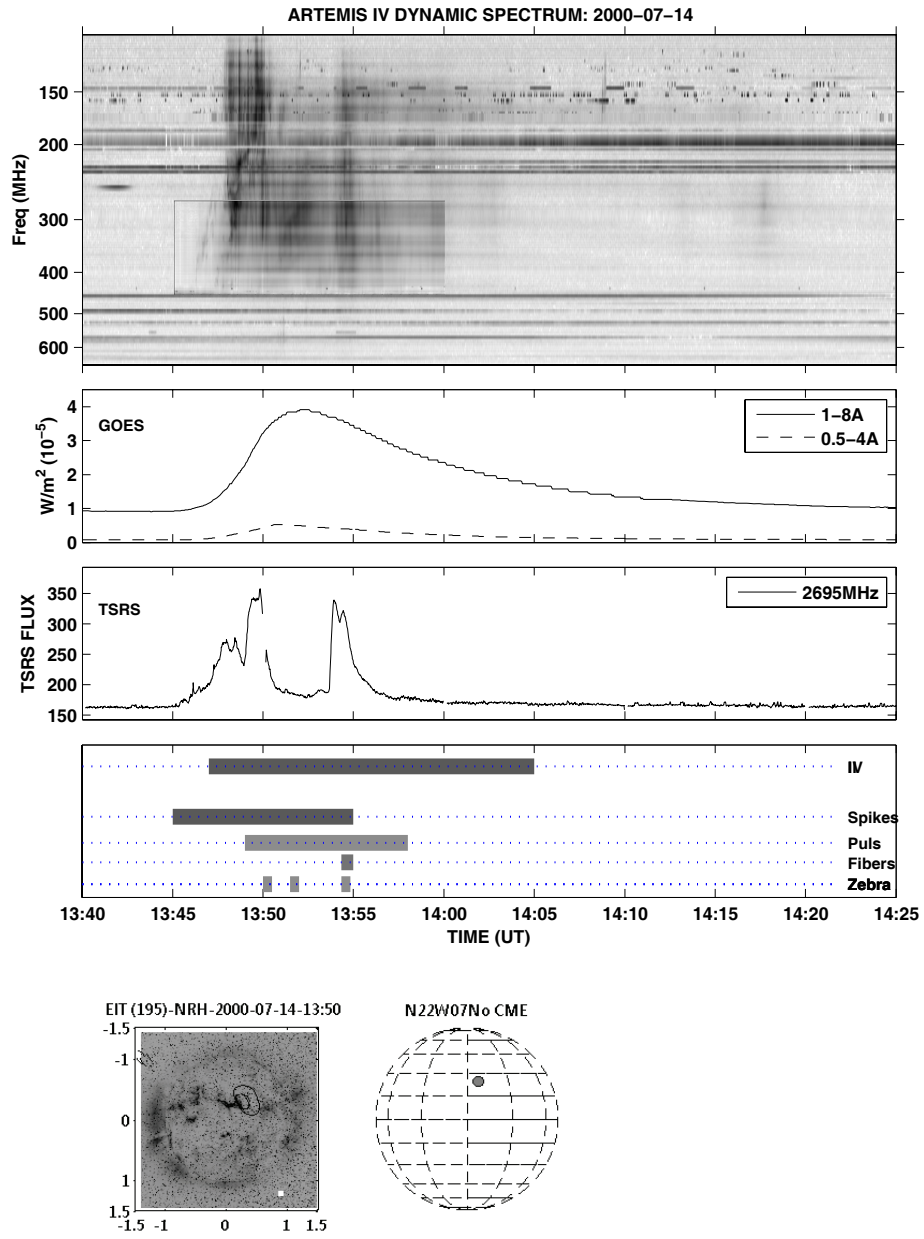 ARTEMIS IV DYNAMIC SPECTRUM: 2000-07-14
Freq (MHz)
150
200
300
400
500
600
GOES
1-8A
0.5-4A
W/m² (10⁻⁵)
4
3
2
1
0
TSRS
2695MHz
TSRS FLUX
350
300
250
200
150
IV
Spikes
Puls
Fibers
Zebra
13:40 13:45 13:50 13:55 14:00 14:05 14:10 14:15 14:20 14:25
TIME (UT)
EIT (195)-NRH-2000-07-14-13:50
-1.5
-1
0
1
1.5
-1.5 -1 0 1 1.5
N22W07No CME